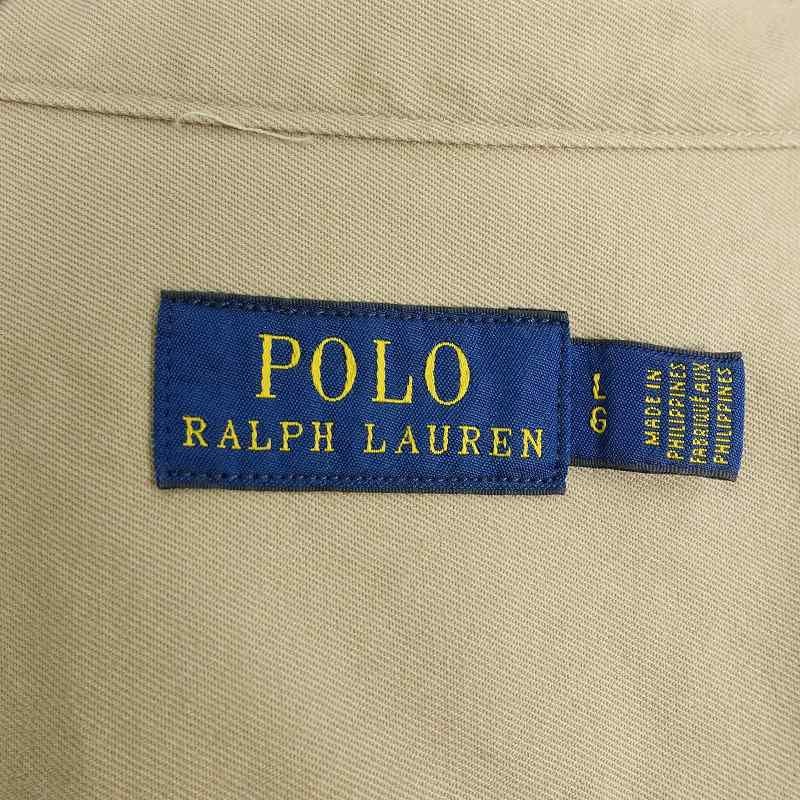 POLO
RALPH LAUREN
L
G
MADE IN
PHILIPPINES
FABRIQUÉ AUX
PHILIPPINES